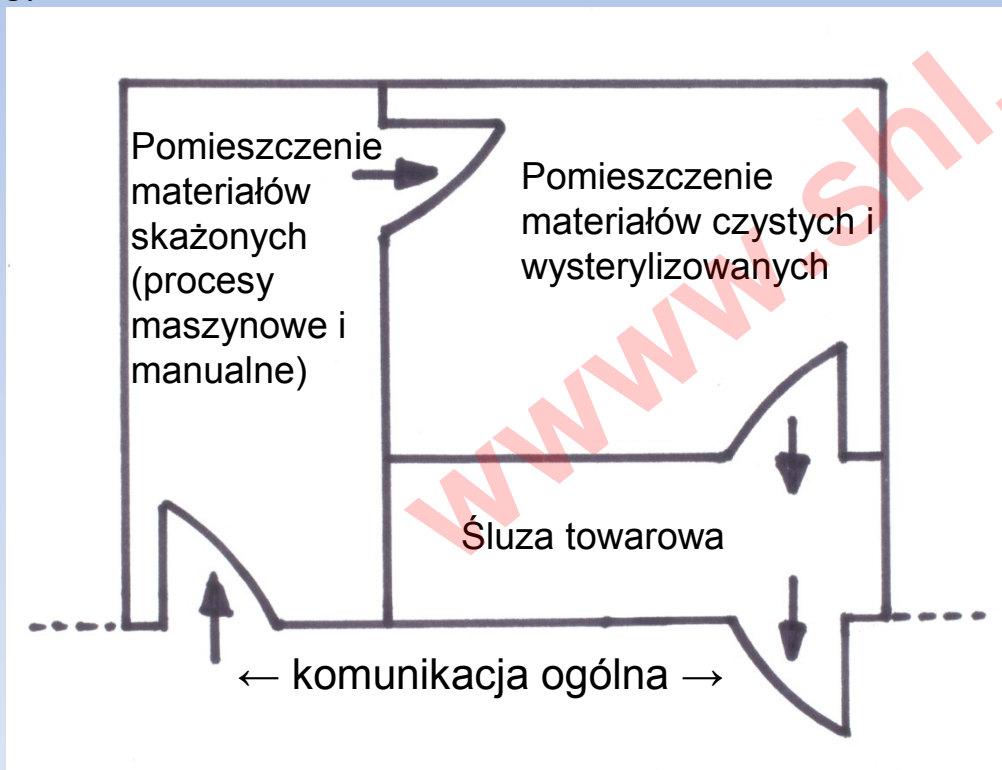 Pomieszczenie
materiałów
skażonych
(procesy
maszynowe i
manualne)
Pomieszczenie
materiałów czystych i
wysterylizowanych
Śluza towarowa
← komunikacja ogólna →
www.shl.